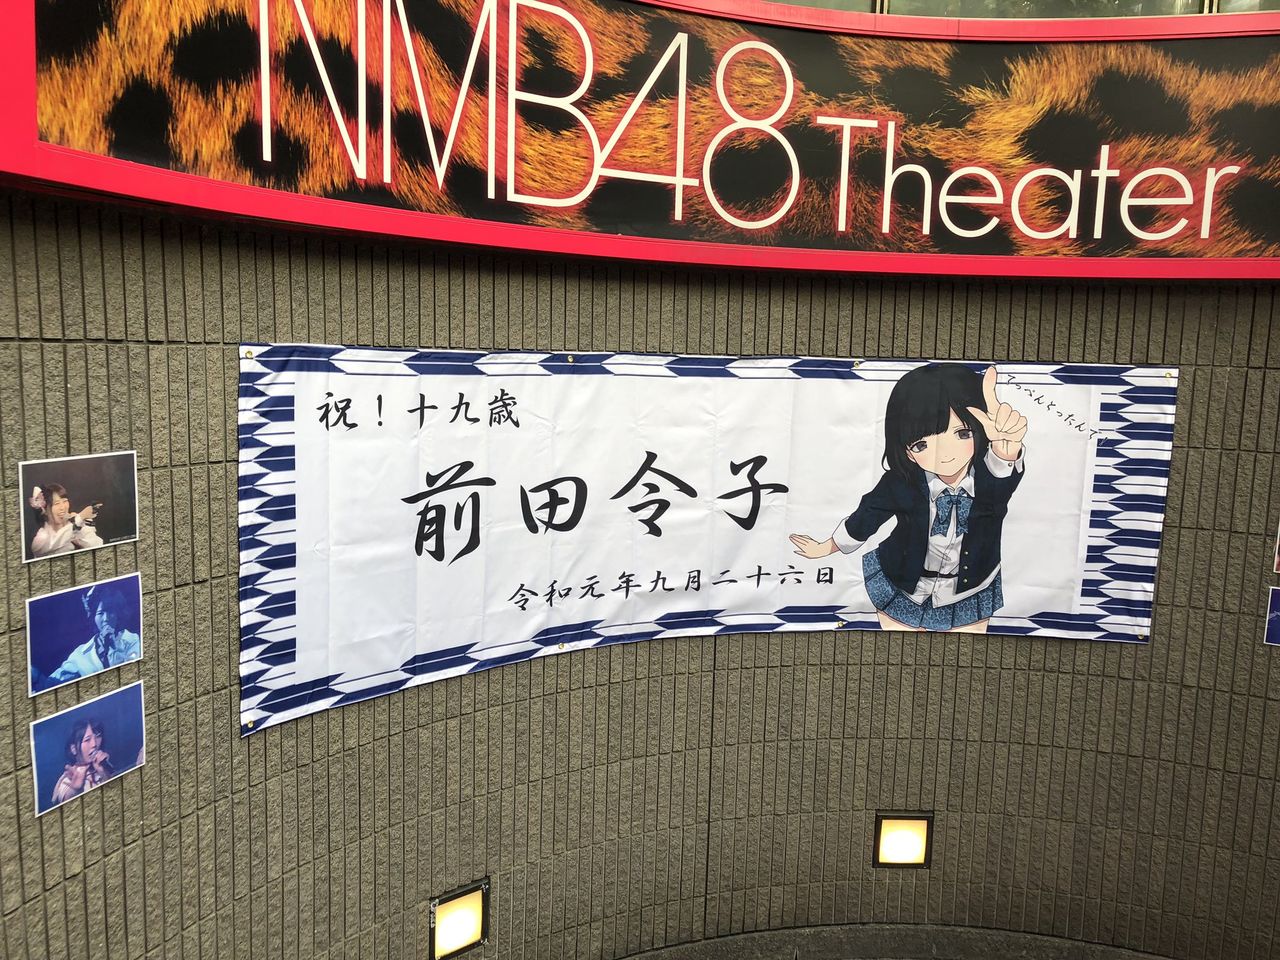 NMB48 Theater
祝！十九歳
前田令子
令和元年九月二十六日
てっぺんとったんで！